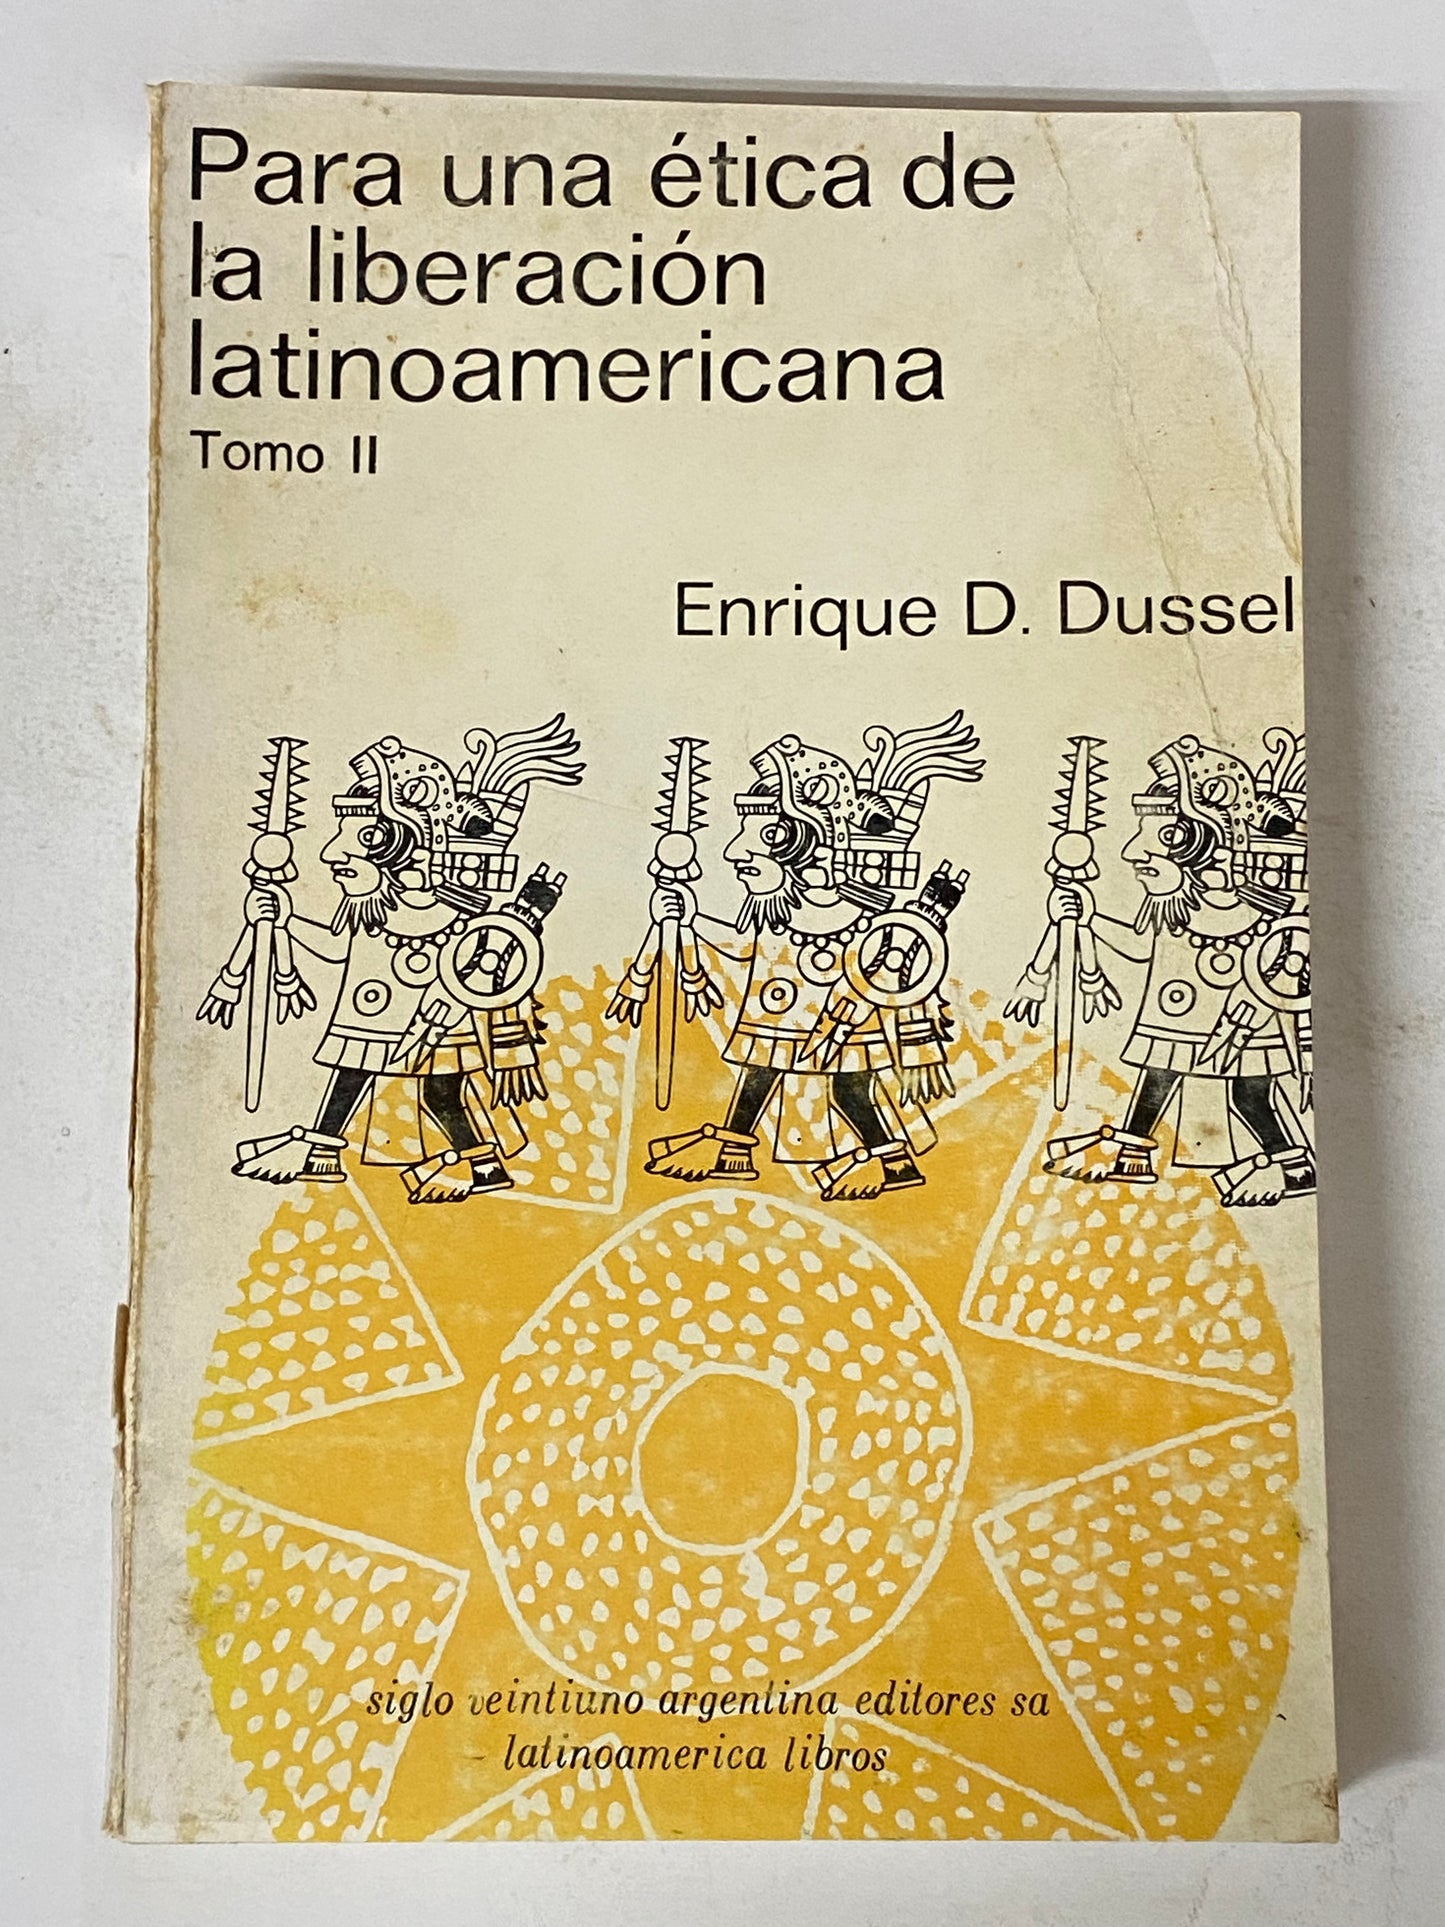 Para una ética de
la liberación
latinoamericana
Tomo II
Enrique D. Dussel
siglo veintiuno argentina editores sa
latinoamerica libros